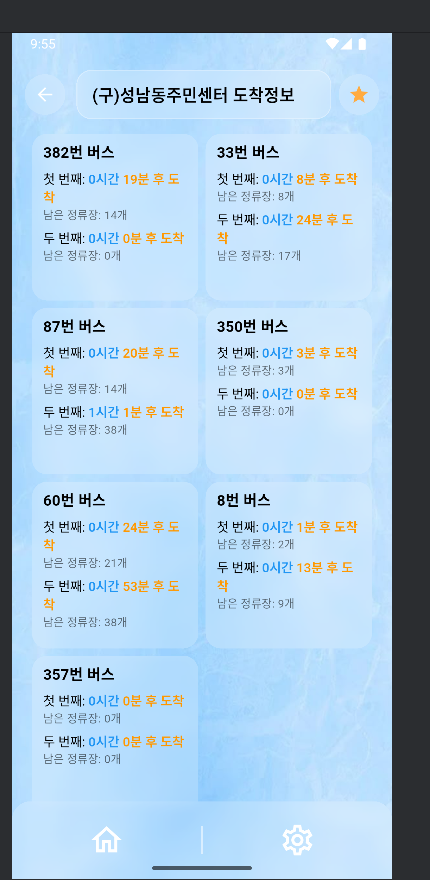 9:55
(구)성남동주민센터 도착정보
382번 버스
첫 번째: 0시간 19분 후 도
착
남은 정류장: 14개
두 번째: 0시간 0분 후 도착
남은 정류장: 0개
33번 버스
첫 번째: 0시간 8분 후 도착
남은 정류장: 8개
두 번째: 0시간 24분 후 도
착
남은 정류장: 17개
87번 버스
첫 번째: 0시간 20분 후 도
착
남은 정류장: 14개
두 번째: 1시간 1분 후 도착
남은 정류장: 38개
350번 버스
첫 번째: 0시간 3분 후 도착
남은 정류장: 3개
두 번째: 0시간 0분 후 도착
남은 정류장: 0개
60번 버스
첫 번째: 0시간 24분 후 도
착
남은 정류장: 21개
두 번째: 0시간 53분 후 도
착
남은 정류장: 38개
8번 버스
첫 번째: 0시간 1분 후 도착
남은 정류장: 2개
두 번째: 0시간 13분 후 도
착
남은 정류장: 9개
357번 버스
첫 번째: 0시간 0분 후 도착
남은 정류장: 0개
두 번째: 0시간 0분 후 도착
남은 정류장: 0개